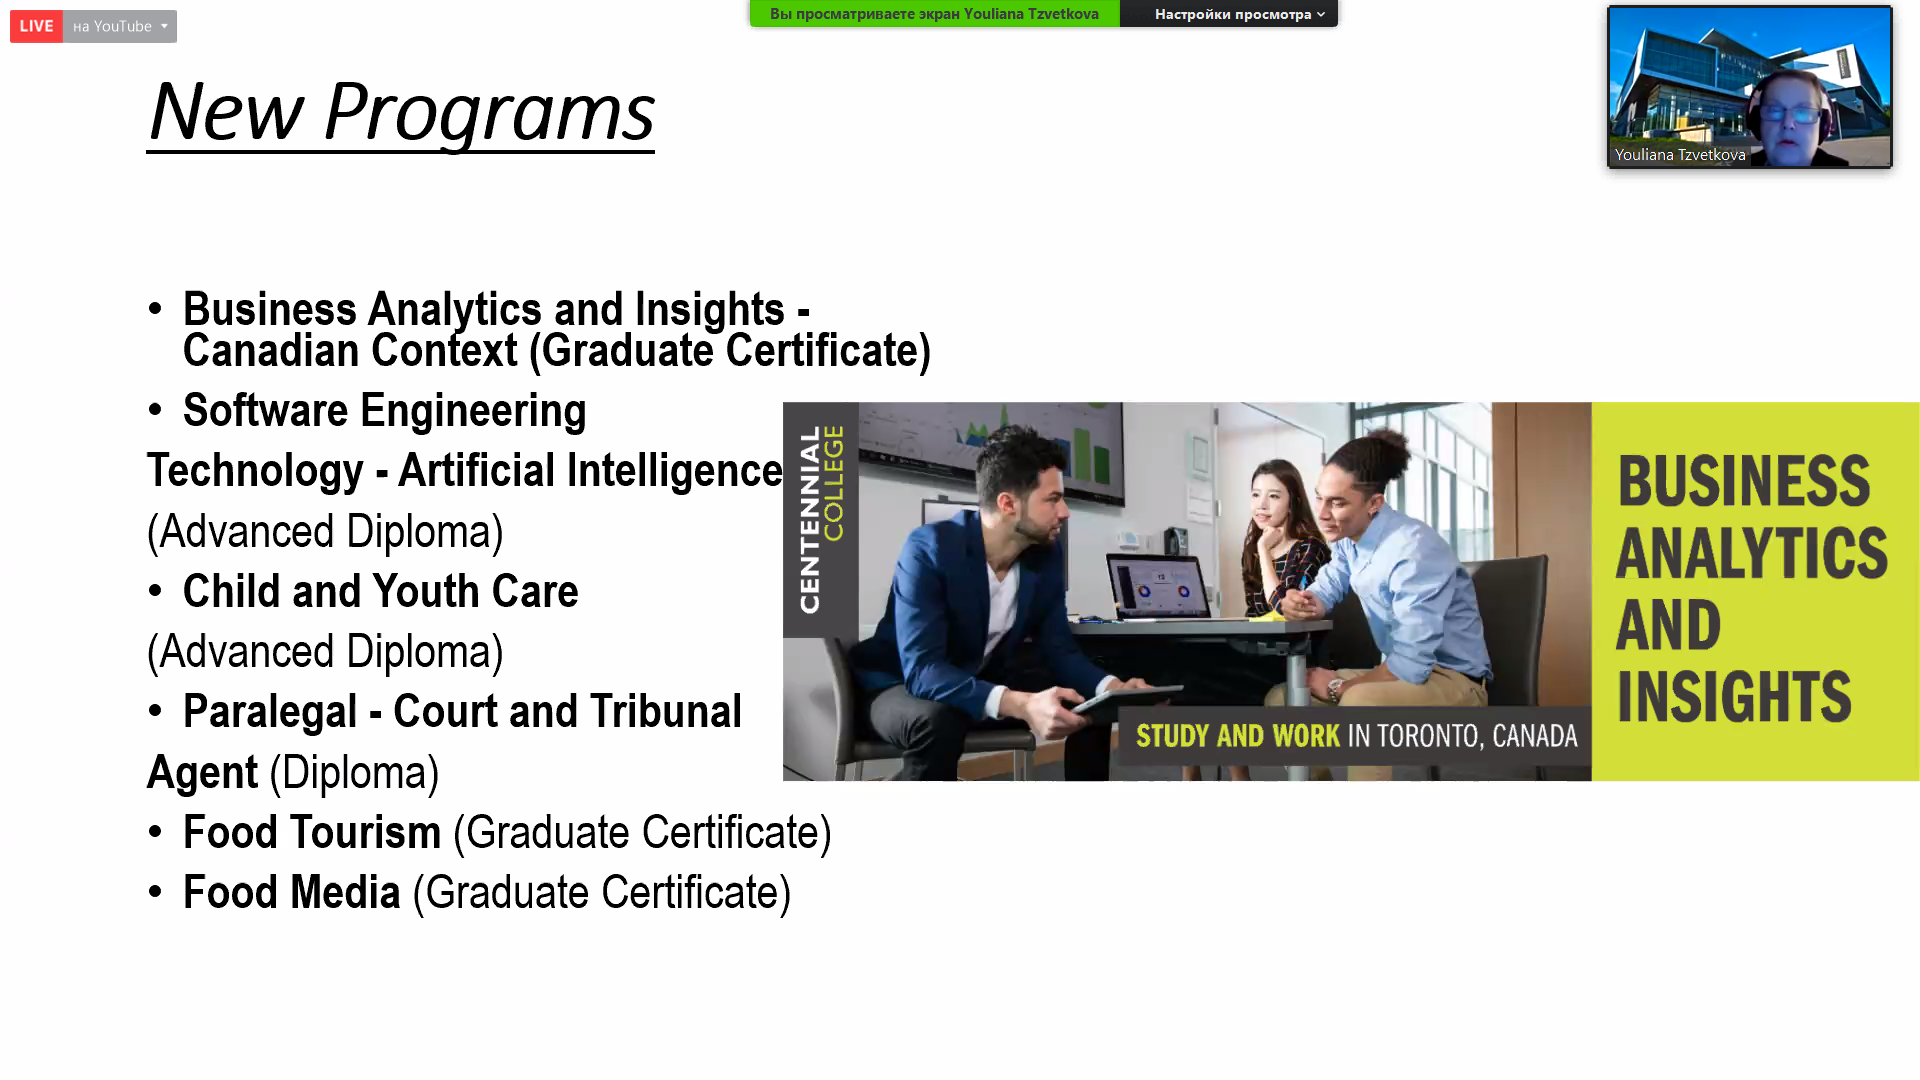 LIVE на YouTube
Вы просматриваете экран Youliana Tzvetkova
Настройки просмотра
Youliana Tzvetkova
New Programs
• Business Analytics and Insights -
Canadian Context (Graduate Certificate)
• Software Engineering
Technology - Artificial Intelligence
(Advanced Diploma)
• Child and Youth Care
(Advanced Diploma)
• Paralegal - Court and Tribunal
Agent (Diploma)
• Food Tourism (Graduate Certificate)
• Food Media (Graduate Certificate)
CENTENNIAL
COLLEGE
STUDY AND WORK IN TORONTO, CANADA
BUSINESS
ANALYTICS
AND
INSIGHTS